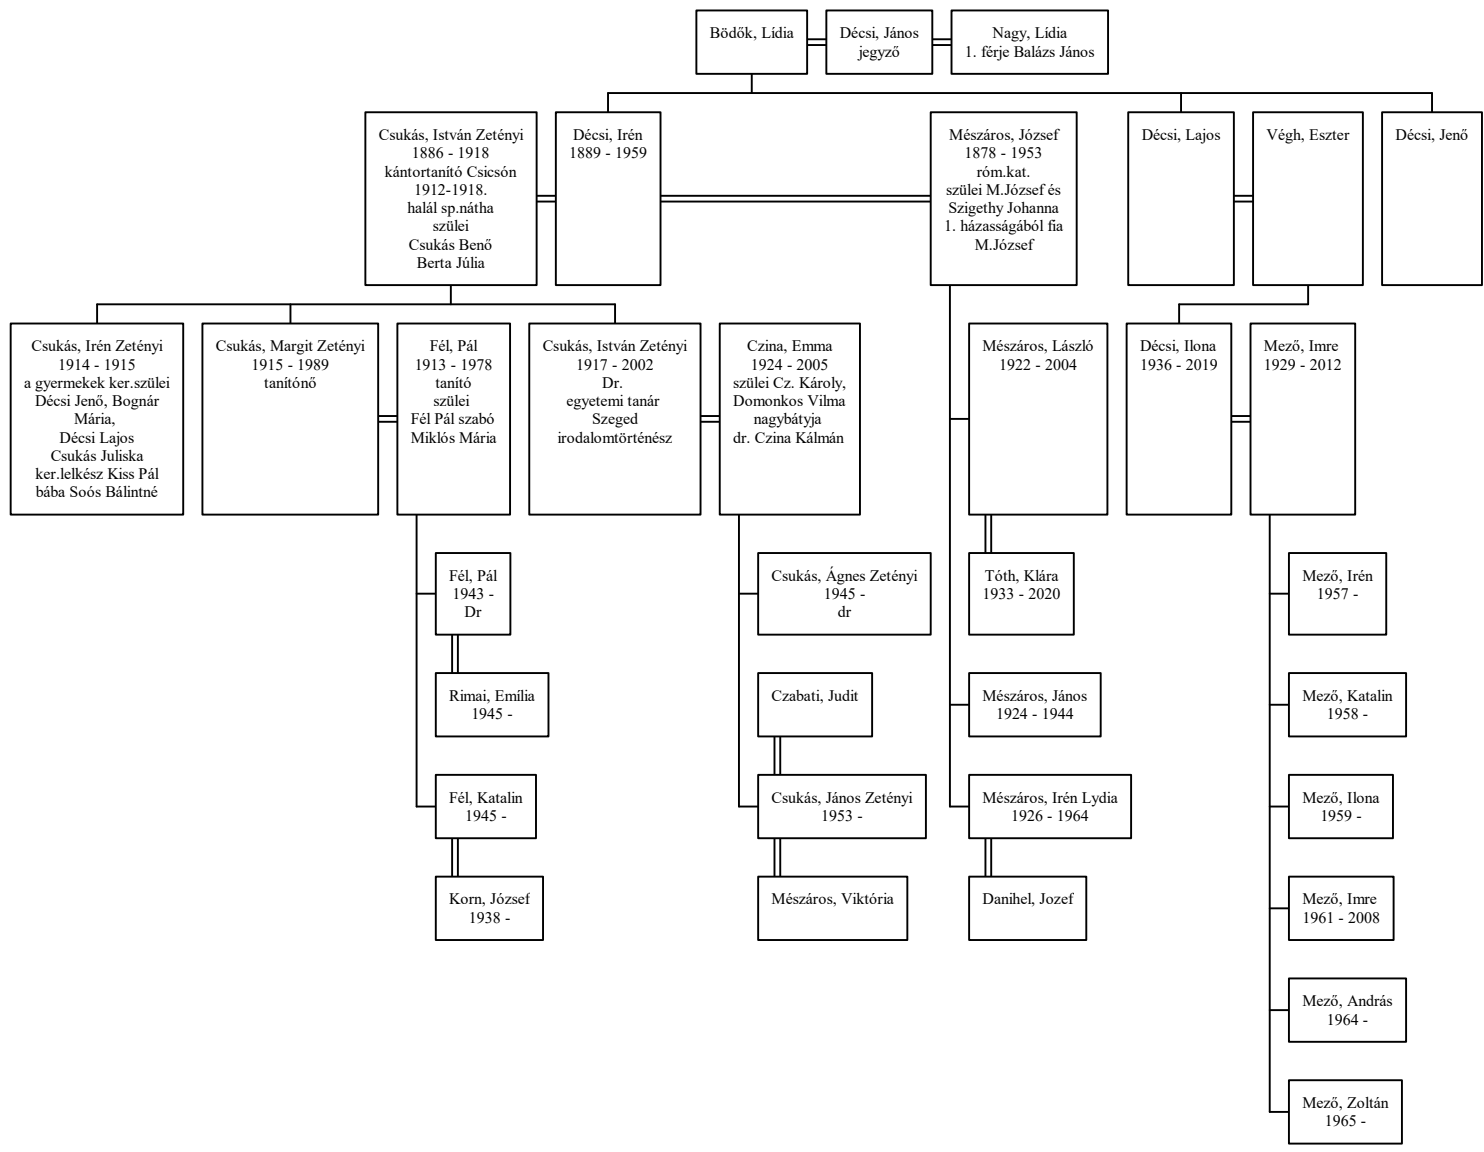 Bödők, Lídia
Décsi, János
jegyző
Nagy, Lídia
1. férje Balázs János
Csukás, István Zetényi
1886 - 1918
kántortanító Csicsón
1912-1918.
halál sp.nátha
szülei
Csukás Benő
Berta Júlia
Décsi, Irén
1889 - 1959
Mészáros, József
1878 - 1953
róm.kat.
szülei M.József és
Szigethy Johanna
1. házasságából fia
M.József
Décsi, Lajos
Végh, Eszter
Décsi, Jenő
Csukás, Irén Zetényi
1914 - 1915
a gyermekek ker.szülei
Décsi Jenő, Bognár
Mária,
Décsi Lajos
Csukás Juliska
ker.lelkész Kiss Pál
bába Soós Bálintné
Csukás, Margit Zetényi
1915 - 1989
tanítónő
Fél, Pál
1913 - 1978
tanító
szülei
Fél Pál szabó
Miklós Mária
Csukás, István Zetényi
1917 - 2002
Dr.
egyetemi tanár
Szeged
irodalomtörténész
Czina, Emma
1924 - 2005
szülei Cz. Károly,
Domonkos Vilma
nagybátyja
dr. Czina Kálmán
Mészáros, László
1922 - 2004
Décsi, Ilona
1936 - 2019
Mező, Imre
1929 - 2012
Fél, Pál
1943 -
Dr
Csukás, Ágnes Zetényi
1945 -
dr
Tóth, Klára
1933 - 2020
Mező, Irén
1957 -
Rimai, Emília
1945 -
Czabati, Judit
Mészáros, János
1924 - 1944
Mező, Katalin
1958 -
Fél, Katalin
1945 -
Csukás, János Zetényi
1953 -
Mészáros, Irén Lydia
1926 - 1964
Mező, Ilona
1959 -
Korn, József
1938 -
Mészáros, Viktória
Danihel, Jozef
Mező, Imre
1961 - 2008
Mező, András
1964 -
Mező, Zoltán
1965 -